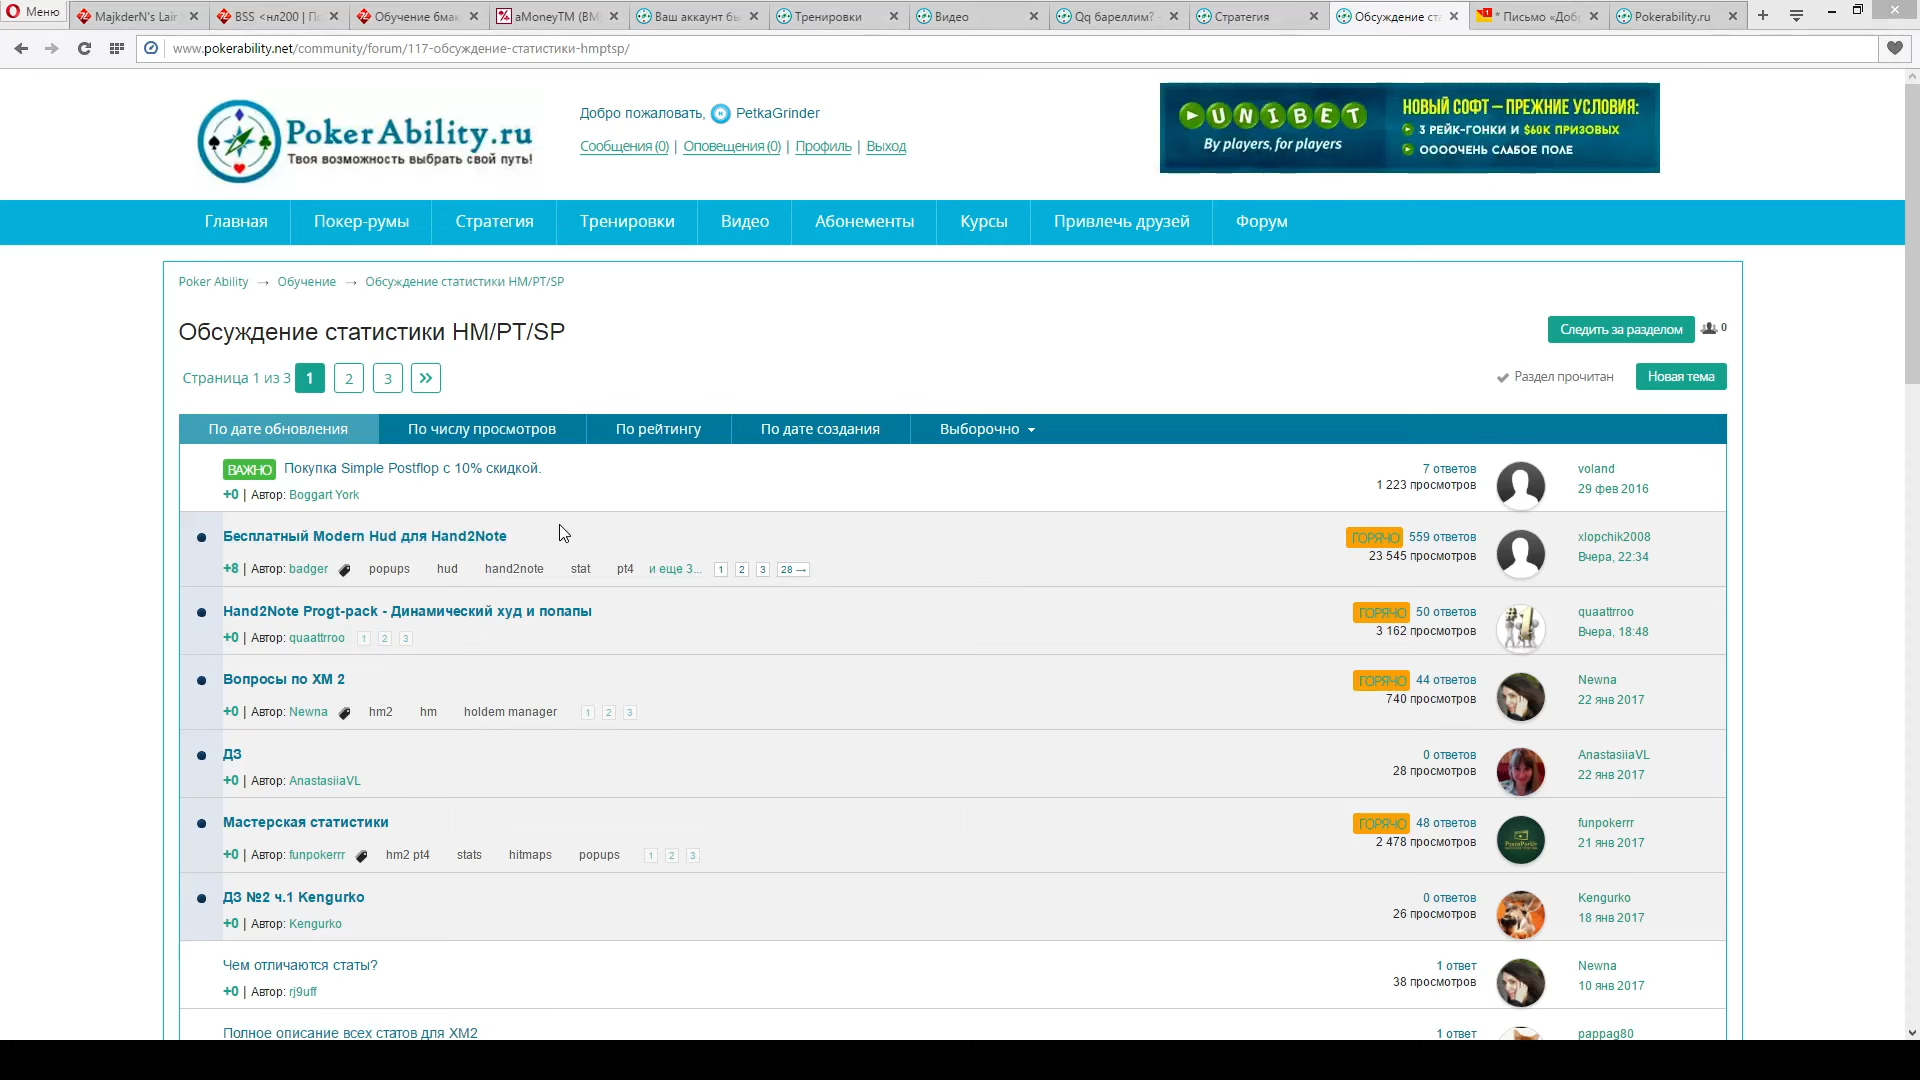 Меню
MajkderN's Lair
BSS <нл200 | П
Обучение бмак
aMoneyTM (BM
Ваш аккаунт бы
Тренировки
Видео
Qq бареллим? -
Стратегия
Обсуждение ст
* Письмо «Доб
Pokerability.ru
www.pokerability.net/community/forum/117-обсуждение-статистики-hmptsp/
PokerAbility.ru
Твоя возможность выбрать свой путь!
Добро пожаловать, PetkaGrinder
Сообщения (0) | Оповещения (0) | Профиль | Выход
UNIBET
By players, for players
НОВЫЙ СОФТ – ПРЕЖНИЕ УСЛОВИЯ:
3 РЕЙК-ГОНКИ И $60K ПРИЗОВЫХ
ОООOЧЕНЬ СЛАБОЕ ПОЛЕ
Главная Покер-румы Стратегия Тренировки Видео Абонементы Курсы Привлечь друзей Форум
Poker Ability → Обучение → Обсуждение статистики HM/PT/SP
Обсуждение статистики HM/PT/SP
Следить за разделом 0
Страница 1 из 3 1 2 3 »
Раздел прочитан Новая тема
По дате обновления По числу просмотров По рейтингу По дате создания Выборочно
ВАЖНО Покупка Simple Postflop с 10% скидкой.
+0 | Автор: Boggart York
7 ответов
1 223 просмотров
voland
29 фев 2016
Бесплатный Modern Hud для Hand2Note
+8 | Автор: badger popups hud hand2note stat pt4 и еще 3... 1 2 3 28 →
ГОРЯЧО 559 ответов
23 545 просмотров
xlopchik2008
Вчера, 22:34
Hand2Note Progt-pack - Динамический худ и попапы
+0 | Автор: quaattrroo 1 2 3
ГОРЯЧО 50 ответов
3 162 просмотров
quaattrroo
Вчера, 18:48
Вопросы по ХМ 2
+0 | Автор: Newna hm2 hm holdem manager 1 2 3
ГОРЯЧО 44 ответов
740 просмотров
Newna
22 янв 2017
ДЗ
+0 | Автор: AnastasiiaVL
0 ответов
28 просмотров
AnastasiiaVL
22 янв 2017
Мастерская статистики
+0 | Автор: funpokerrr hm2 pt4 stats hitmaps popups 1 2 3
ГОРЯЧО 48 ответов
2 478 просмотров
funpokerrr
21 янв 2017
ДЗ №2 ч.1 Kengurko
+0 | Автор: Kengurko
0 ответов
26 просмотров
Kengurko
18 янв 2017
Чем отличаются статы?
+0 | Автор: rj9uff
1 ответ
38 просмотров
Newna
10 янв 2017
Полное описание всех статов для ХМ2
1 ответ
pappag80